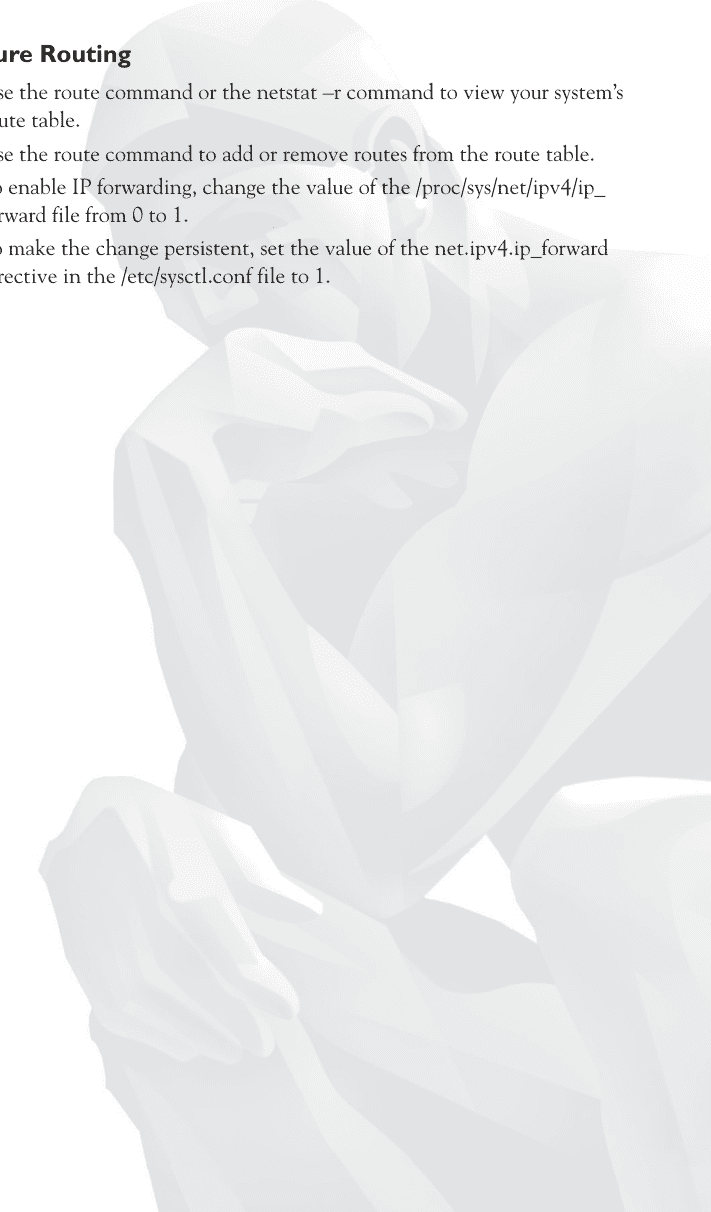 ure Routing
se the route command or the netstat –r command to view your system's
ute table.
se the route command to add or remove routes from the route table.
o enable IP forwarding, change the value of the /proc/sys/net/ipv4/ip_
rward file from 0 to 1.
o make the change persistent, set the value of the net.ipv4.ip_forward
rective in the /etc/sysctl.conf file to 1.